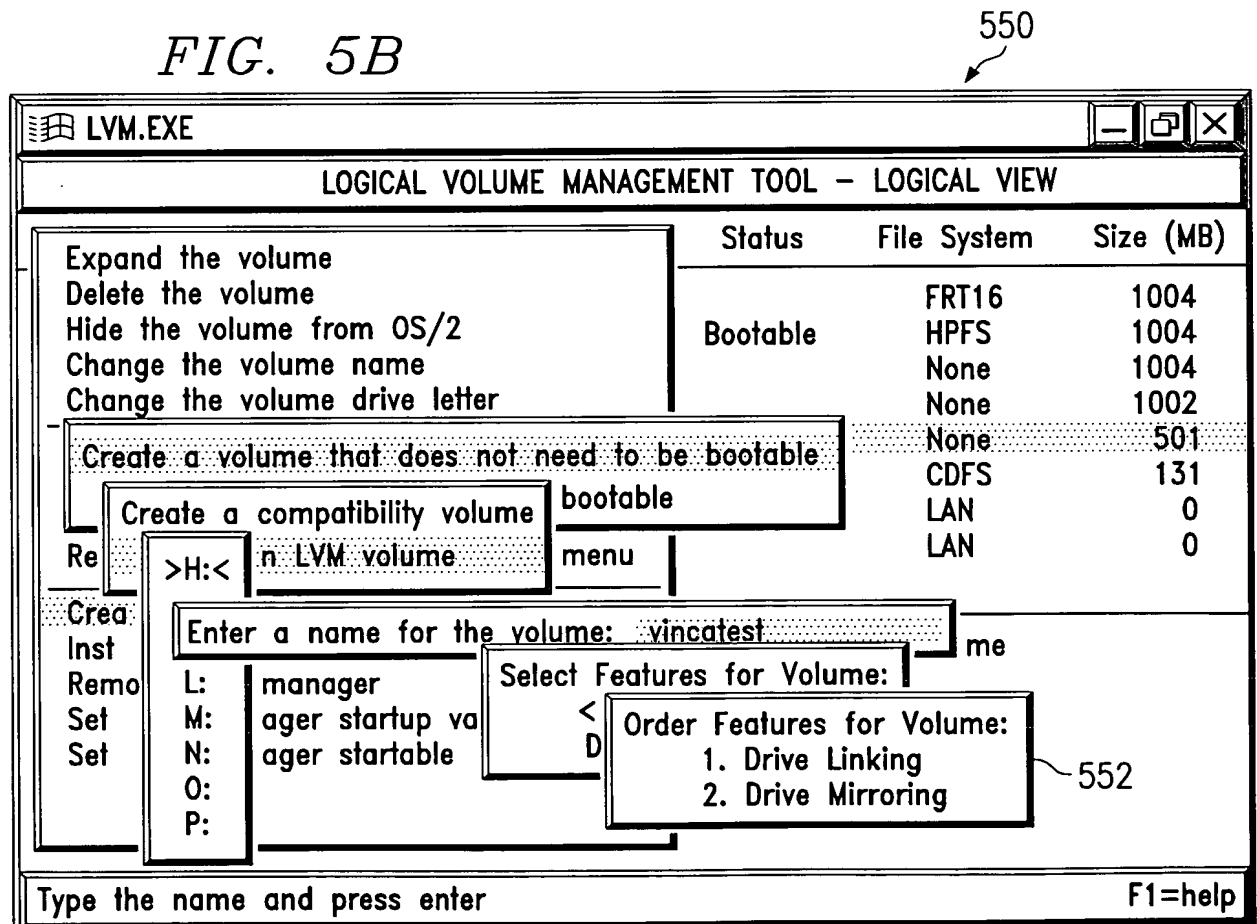 FIG. 5B
550
LVM.EXE
LOGICAL VOLUME MANAGEMENT TOOL – LOGICAL VIEW
Status File System Size (MB)
Expand the volume
Delete the volume
Hide the volume from OS/2
Change the volume name
Change the volume drive letter
FRT16 1004
Bootable HPFS 1004
None 1004
None 1002
None 501
CDFS 131
LAN 0
LAN 0
Create a volume that does not need to be bootable
bootable
Create a compatibility volume
Re n LVM volume menu
>H:<
Crea
Enter a name for the volume: vincatest
Inst me
Select Features for Volume:
Remo L: manager
Set M: ager startup va <
Set N: ager startable D
O:
P:
Order Features for Volume:
1. Drive Linking
2. Drive Mirroring
552
Type the name and press enter F1=help